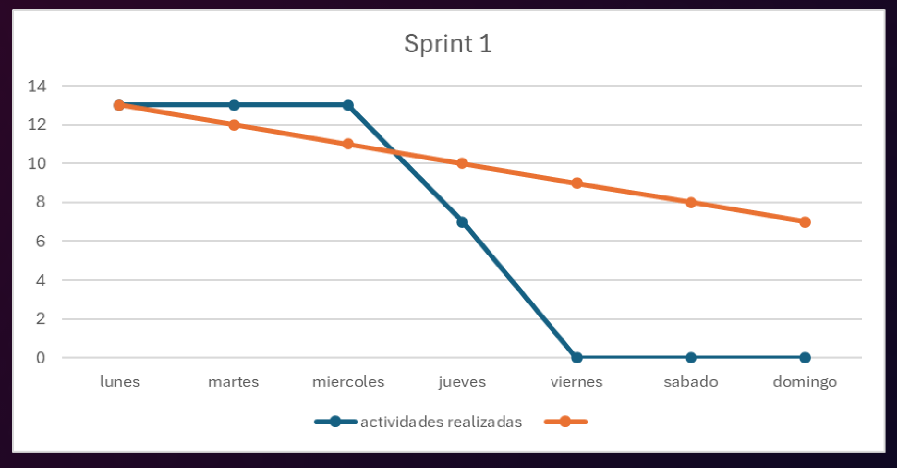 Sprint 1
14
12
10
8
6
4
2
0
lunes martes miercoles jueves viernes sabado domingo
actividades realizadas